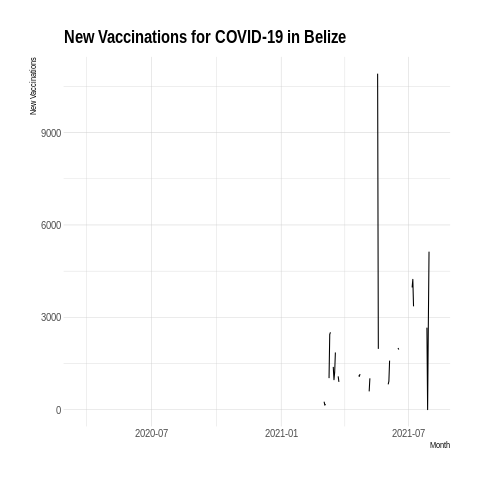 New Vaccinations for COVID-19 in Belize
New Vaccinations
9000
6000
3000
0
2020-07 2021-01 2021-07
Month